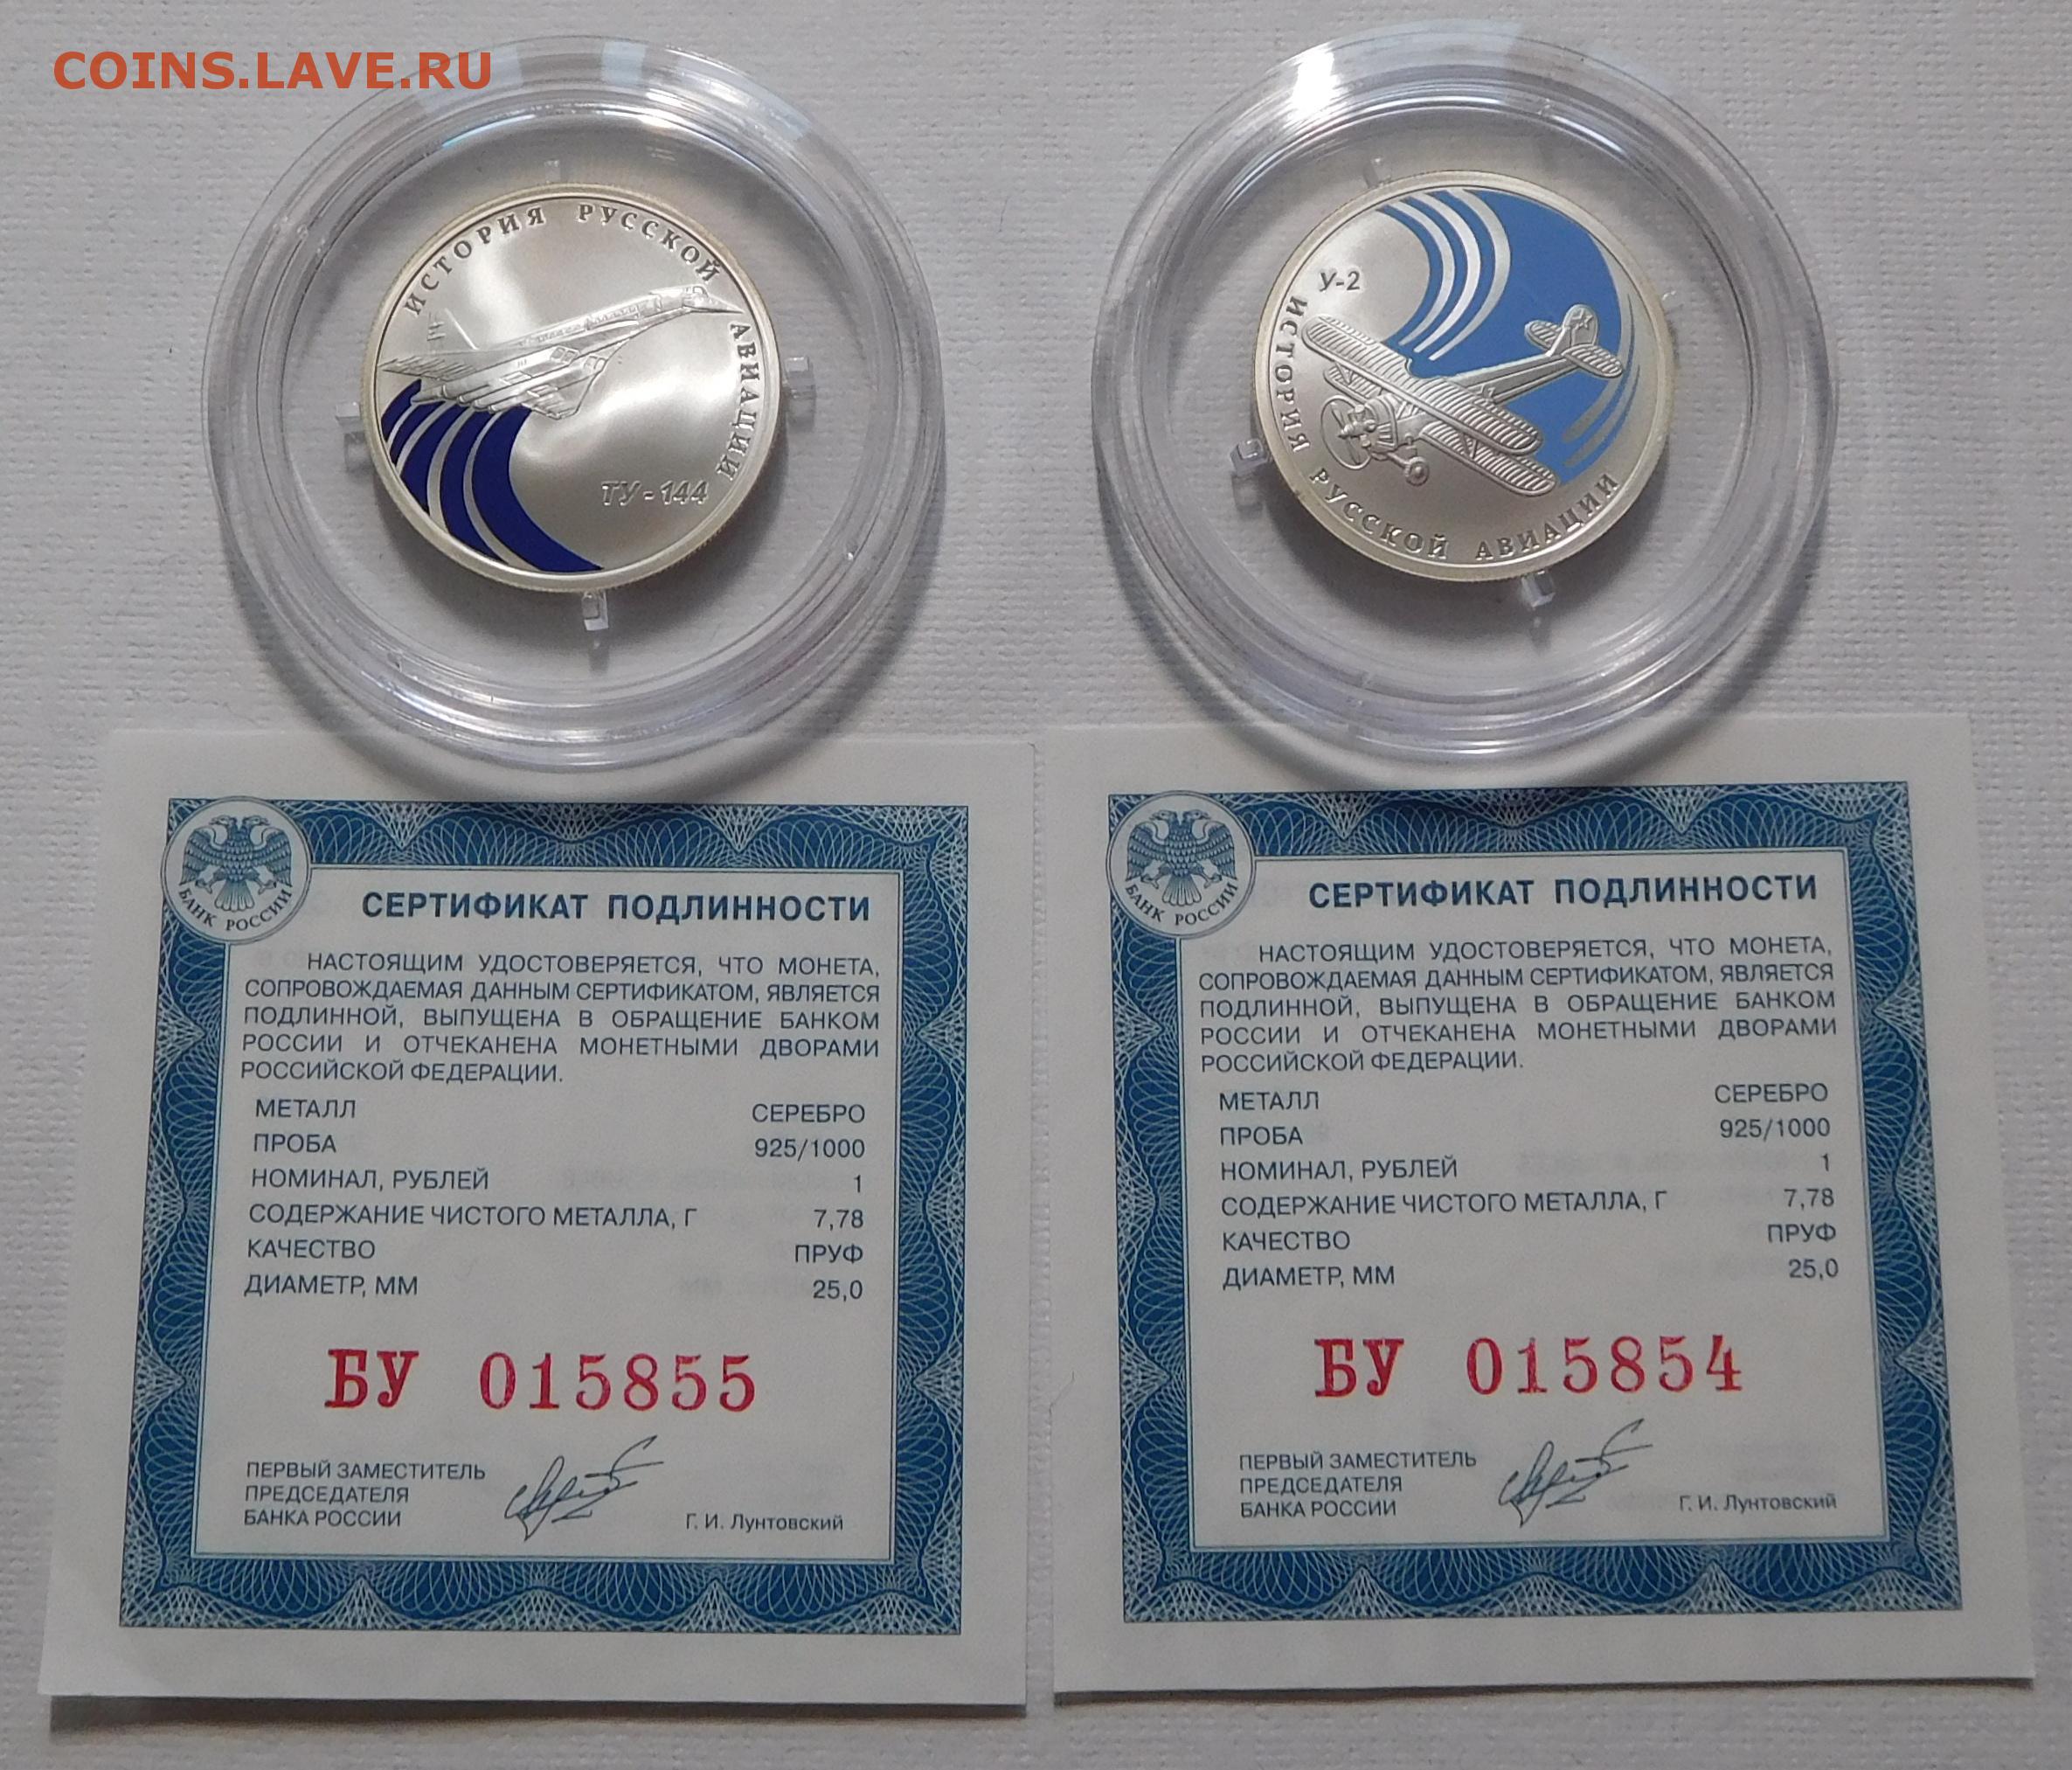 COINS.LAVE.RU
ИСТОРИЯ РУССКОЙ АВИАЦИИ
ТУ-144
У-2
ИСТОРИЯ РУССКОЙ АВИАЦИИ
БАНК РОССИИ
СЕРТИФИКАТ ПОДЛИННОСТИ
НАСТОЯЩИМ УДОСТОВЕРЯЕТСЯ, ЧТО МОНЕТА,
СОПРОВОЖДАЕМАЯ ДАННЫМ СЕРТИФИКАТОМ, ЯВЛЯЕТСЯ
ПОДЛИННОЙ, ВЫПУЩЕНА В ОБРАЩЕНИЕ БАНКОМ
РОССИИ И ОТЧЕКАНЕНА МОНЕТНЫМИ ДВОРАМИ
РОССИЙСКОЙ ФЕДЕРАЦИИ.
МЕТАЛЛ СЕРЕБРО
ПРОБА 925/1000
НОМИНАЛ, РУБЛЕЙ 1
СОДЕРЖАНИЕ ЧИСТОГО МЕТАЛЛА, Г 7,78
КАЧЕСТВО ПРУФ
ДИАМЕТР, ММ 25,0
БУ 015855
ПЕРВЫЙ ЗАМЕСТИТЕЛЬ
ПРЕДСЕДАТЕЛЯ
БАНКА РОССИИ Г. И. Лунтовский
БАНК РОССИИ
СЕРТИФИКАТ ПОДЛИННОСТИ
НАСТОЯЩИМ УДОСТОВЕРЯЕТСЯ, ЧТО МОНЕТА,
СОПРОВОЖДАЕМАЯ ДАННЫМ СЕРТИФИКАТОМ, ЯВЛЯЕТСЯ
ПОДЛИННОЙ, ВЫПУЩЕНА В ОБРАЩЕНИЕ БАНКОМ
РОССИИ И ОТЧЕКАНЕНА МОНЕТНЫМИ ДВОРАМИ
РОССИЙСКОЙ ФЕДЕРАЦИИ.
МЕТАЛЛ СЕРЕБРО
ПРОБА 925/1000
НОМИНАЛ, РУБЛЕЙ 1
СОДЕРЖАНИЕ ЧИСТОГО МЕТАЛЛА, Г 7,78
КАЧЕСТВО ПРУФ
ДИАМЕТР, ММ 25,0
БУ 015854
ПЕРВЫЙ ЗАМЕСТИТЕЛЬ
ПРЕДСЕДАТЕЛЯ
БАНКА РОССИИ Г. И. Лунтовский